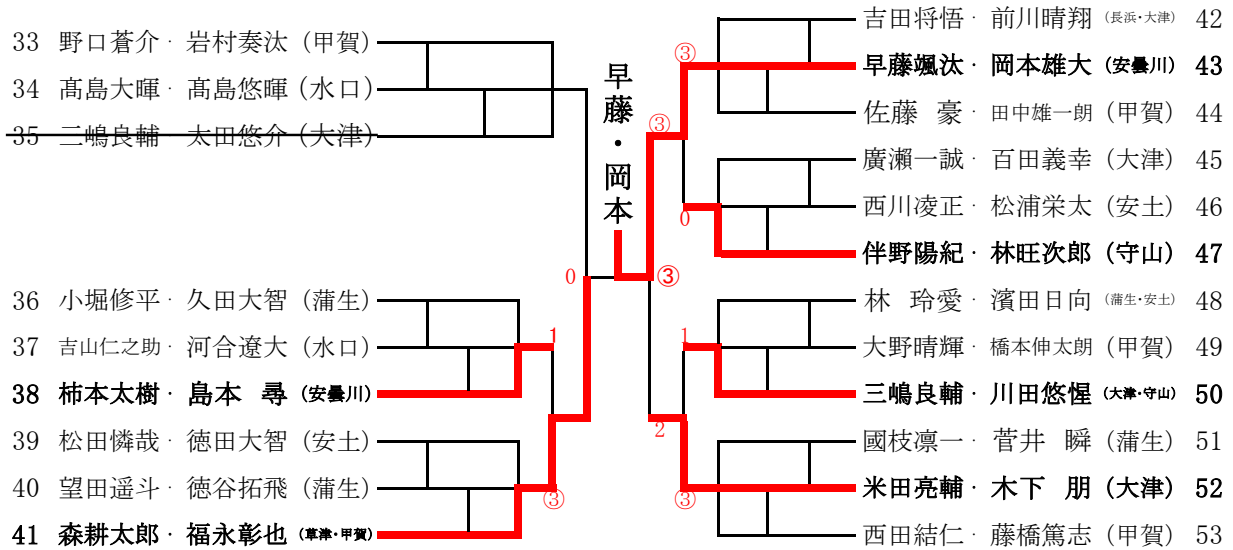 33 野口蒼介・岩村奏汰（甲賀）
34 髙島大暉・髙島悠暉（水口）
35 三嶋良輔・太田悠介（大津）
36 小堀修平・久田大智（蒲生）
37 吉山仁之助・河合遼大（水口）
38 柿本太樹・島本 尋（安曇川）
39 松田憐哉・徳田大智（安土）
40 望田遥斗・徳谷拓飛（蒲生）
41 森耕太郎・福永彰也（草津・甲賀）
0
1
③
早藤・岡本
③
③
③
0
1
2
③
吉田将悟・前川晴翔（長浜・大津） 42
早藤颯汰・岡本雄大（安曇川） 43
佐藤 豪・田中雄一朗（甲賀） 44
廣瀨一誠・百田義幸（大津） 45
西川凌正・松浦栄太（安土） 46
伴野陽紀・林旺次郎（守山） 47
林 玲愛・濵田日向（蒲生・安土） 48
大野晴輝・橋本伸太朗（甲賀） 49
三嶋良輔・川田悠惺（大津・守山） 50
國枝凛一・菅井 瞬（蒲生） 51
米田亮輔・木下 朋（大津） 52
西田結仁・藤橋篤志（甲賀） 53